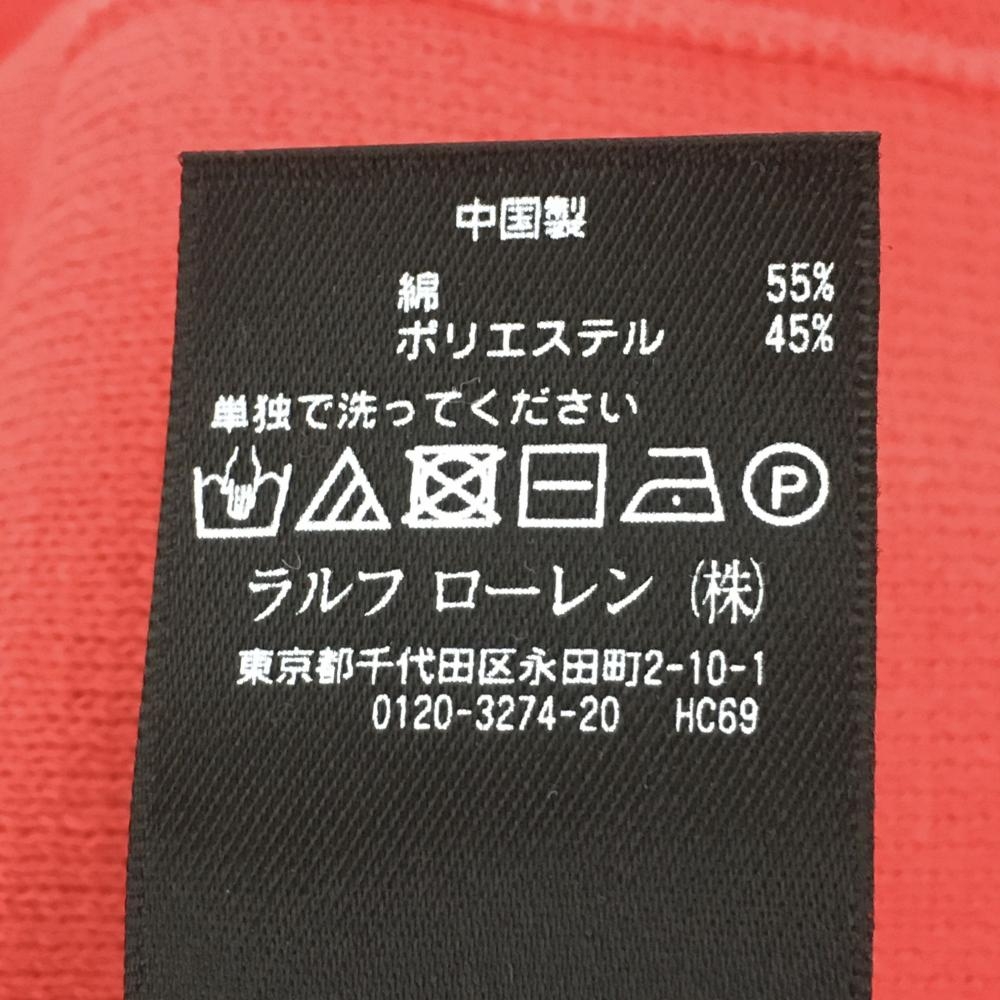 中国製
綿 55%
ポリエステル 45%
単独で洗ってください
P
ラルフ ローレン (株)
東京都千代田区永田町2-10-1
0120-3274-20 HC69